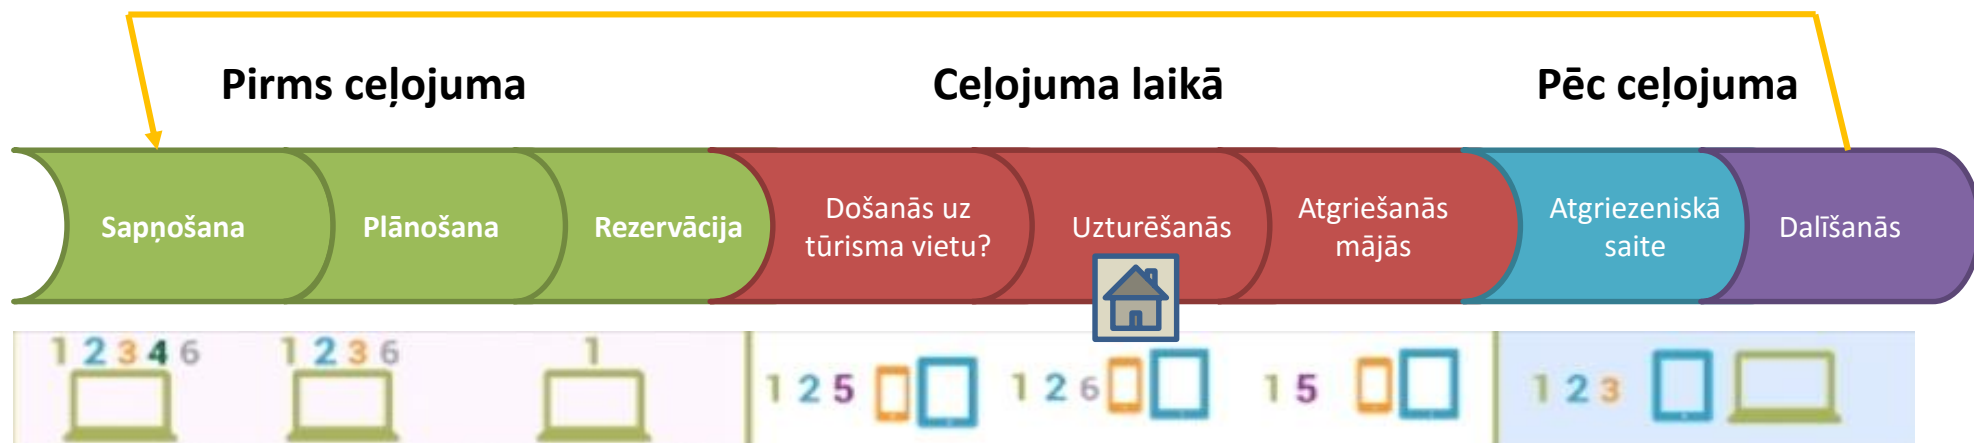 Pirms ceļojuma
Ceļojuma laikā
Pēc ceļojuma
Sapņošana
Plānošana
Rezervācija
Došanās uz
tūrisma vietu?
Uzturēšanās
Atgriešanās
mājās
Atgriezeniskā
saite
Dalīšanās
1 2 3 4 6
1 2 3 6
1
1 2 5
1 2 6
1 5
1 2 3